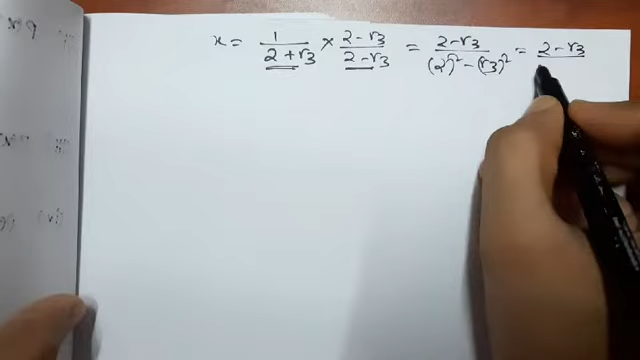 x = 1/(2+√3) × (2-√3)/(2-√3) = (2-√3)/((2)²-(√3)²) = 2-√3